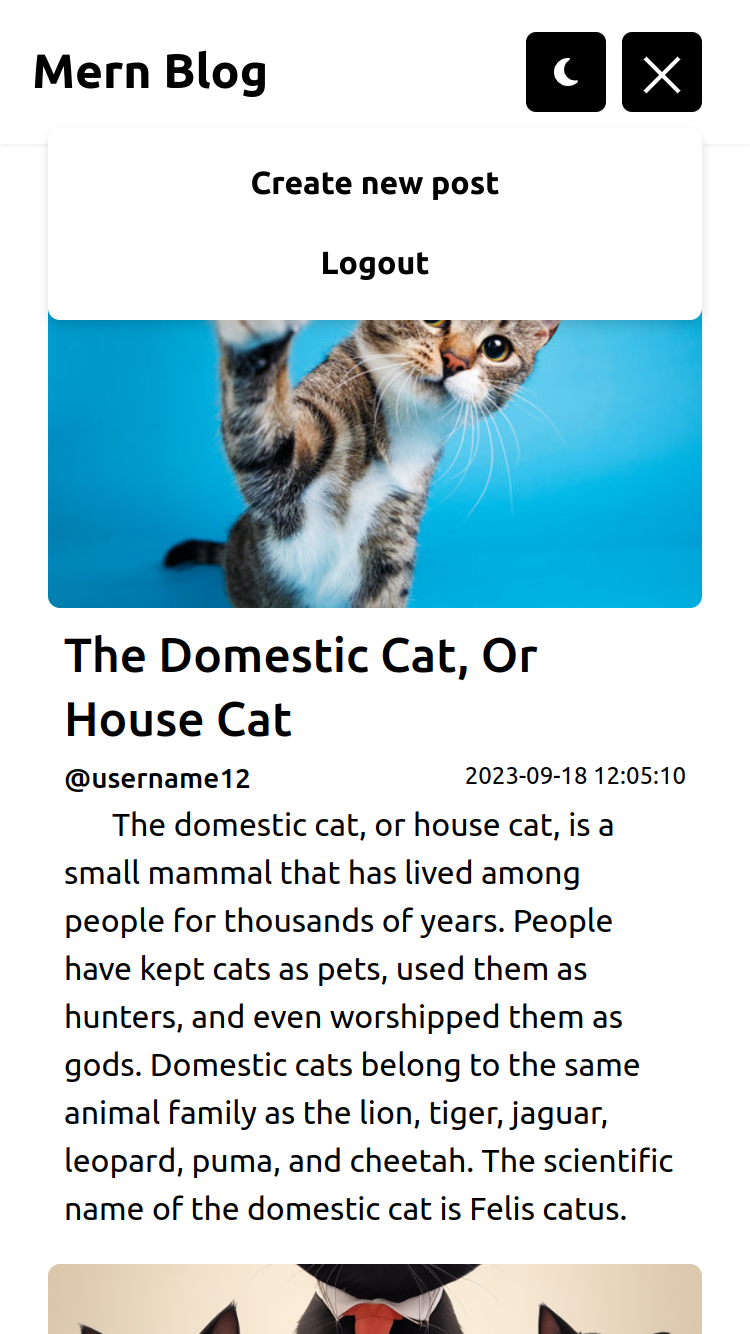 Mern Blog
Create new post
Logout
The Domestic Cat, Or
House Cat
@username12
2023-09-18 12:05:10
The domestic cat, or house cat, is a
small mammal that has lived among
people for thousands of years. People
have kept cats as pets, used them as
hunters, and even worshipped them as
gods. Domestic cats belong to the same
animal family as the lion, tiger, jaguar,
leopard, puma, and cheetah. The scientific
name of the domestic cat is Felis catus.